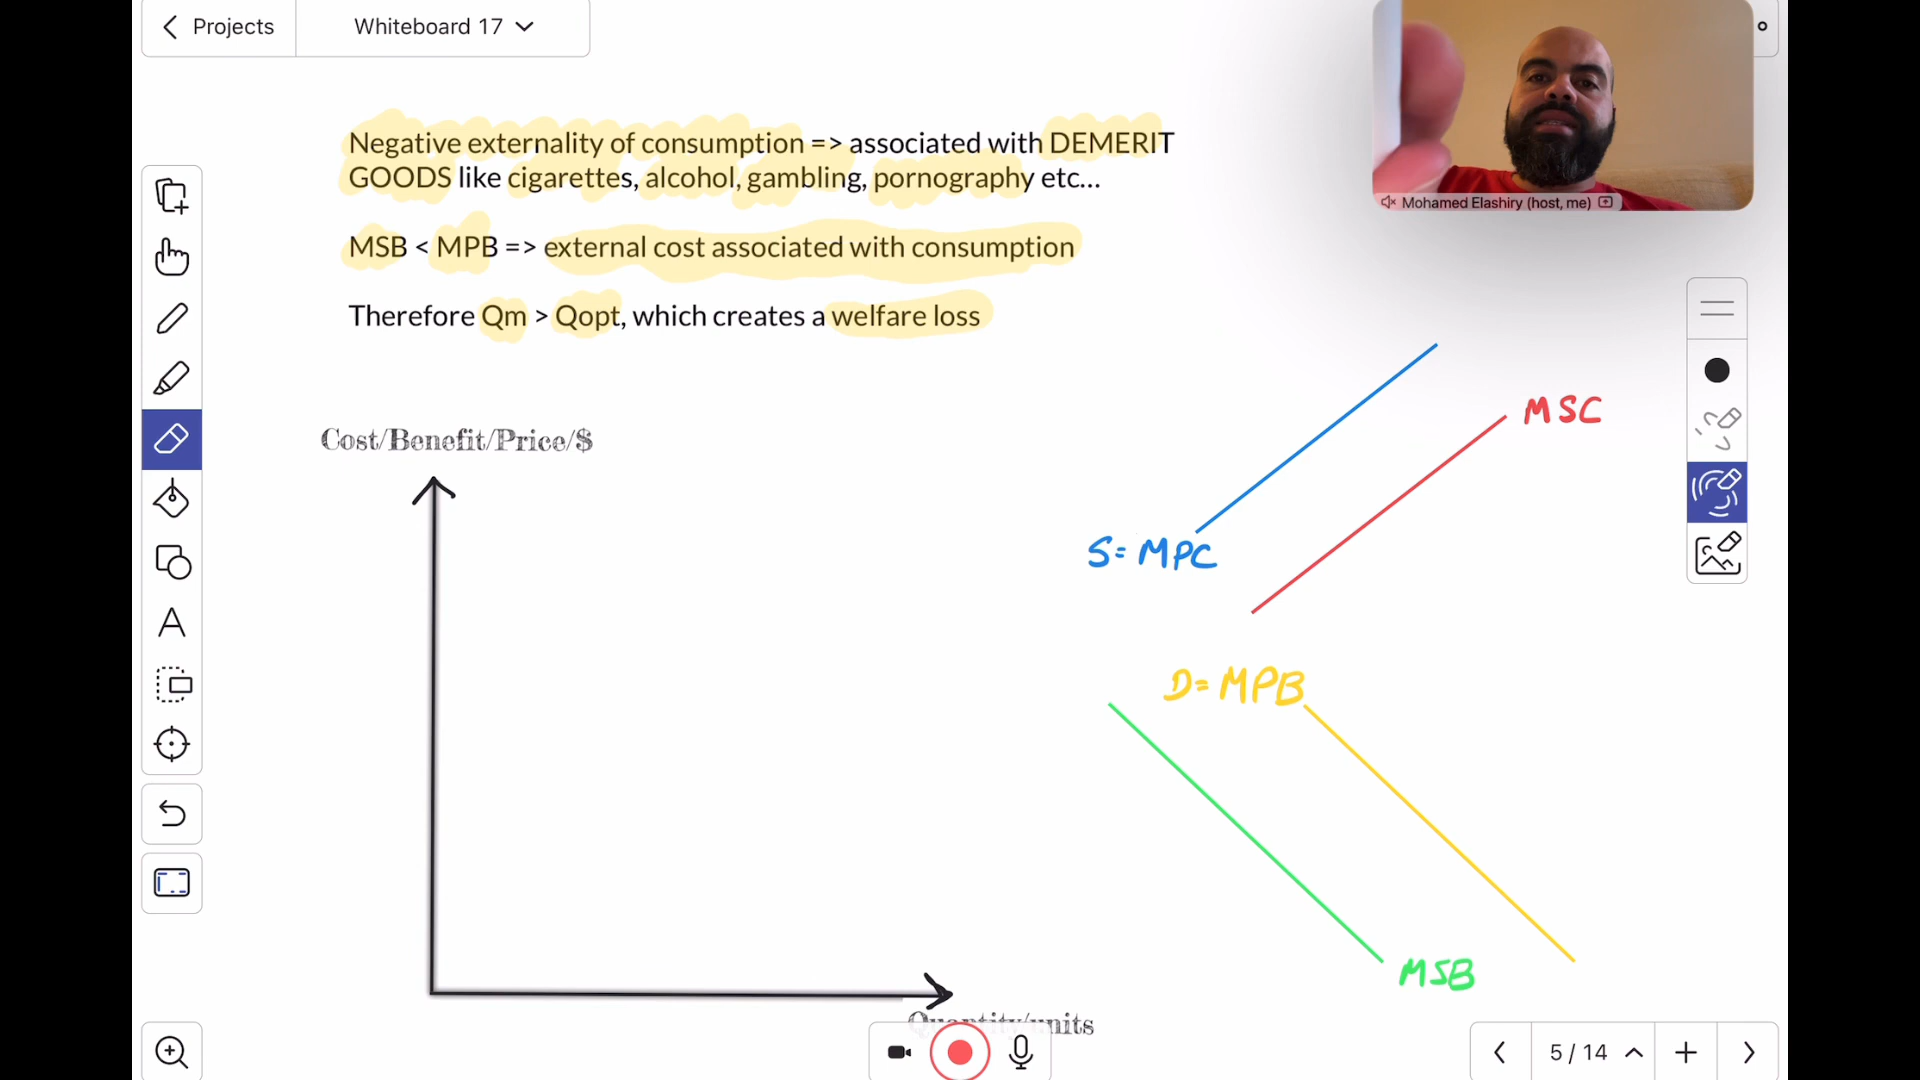 Projects
Whiteboard 17
Negative externality of consumption => associated with DEMERIT
GOODS like cigarettes, alcohol, gambling, pornography etc...
MSB < MPB => external cost associated with consumption
Therefore Qm > Qopt, which creates a welfare loss
Mohamed Elashiry (host, me)
Cost/Benefit/Price/$
MSC
S= MPC
D= MPB
MSB
Quantity/units
5 / 14